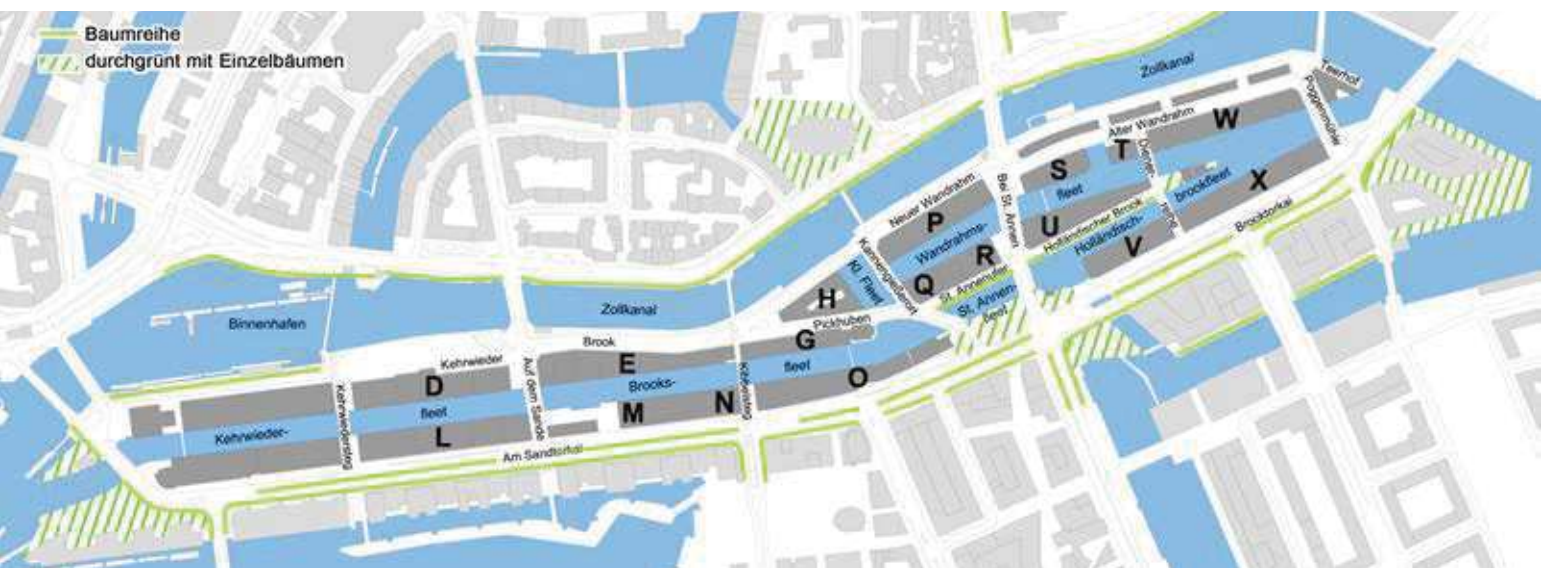 Baumreihe
durchgrünt mit Einzelbäumen
Zollkanal
Teerhof
Poggenmühle
Alter Wandrahm
W
T
S
Diener-
reihe
fleet
X
brookfleet
Neuer Wandrahm
Bei St. Annen
P
U
Holländischer Brook
Holländisch-
Brooktorkai
Wandrahms-
R
V
Kannengießerort
Kl. Fleet
Q
St. Annenufer
St. Annen-
fleet
H
Zollkanal
Pickhuben
Binnenhafen
Brook
G
Kehrwieder
E
fleet
Auf dem Sande
D
Brooks-
O
Kibbelsteg
Kehrwiedersteg
fleet
M
N
Kehrwieder-
L
Am Sandtorkai